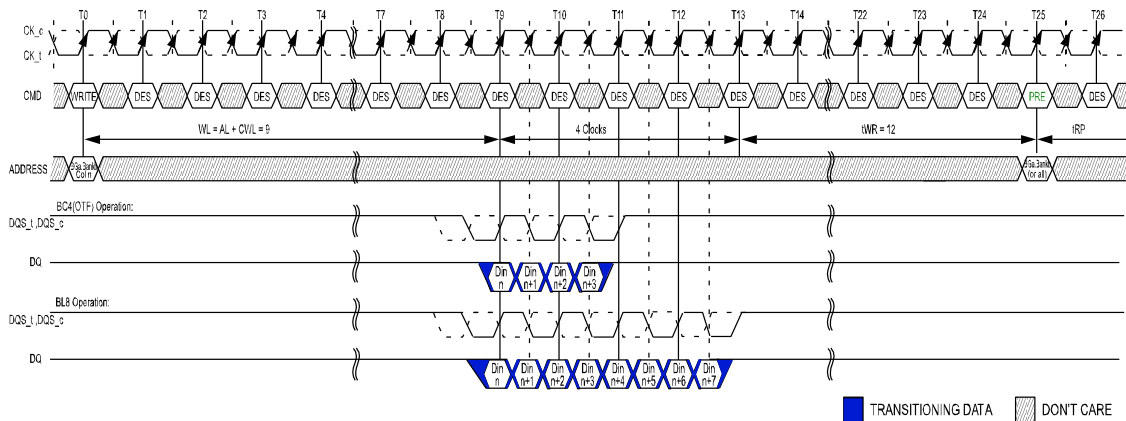 T0 T1 T2 T3 T4 T7 T8 T9 T10 T11 T12 T13 T14 T22 T23 T24 T25 T26
CK_c
CK_t
CMD WRITE DES DES DES DES DES DES DES DES DES DES DES DES DES DES DES PRE DES
WL = AL + CWL = 9 4 Clocks tWR = 12 tRP
ADDRESS
Col n
(or all)
BC4(OTF) Operation:
DQS_t ,DQS_c
DQ Din n Din n+1 Din n+2 Din n+3
BL8 Operation:
DQS_t ,DQS_c
DQ Din n Din n+1 Din n+2 Din n+3 Din n+4 Din n+5 Din n+6 Din n+7
TRANSITIONING DATA DON'T CARE